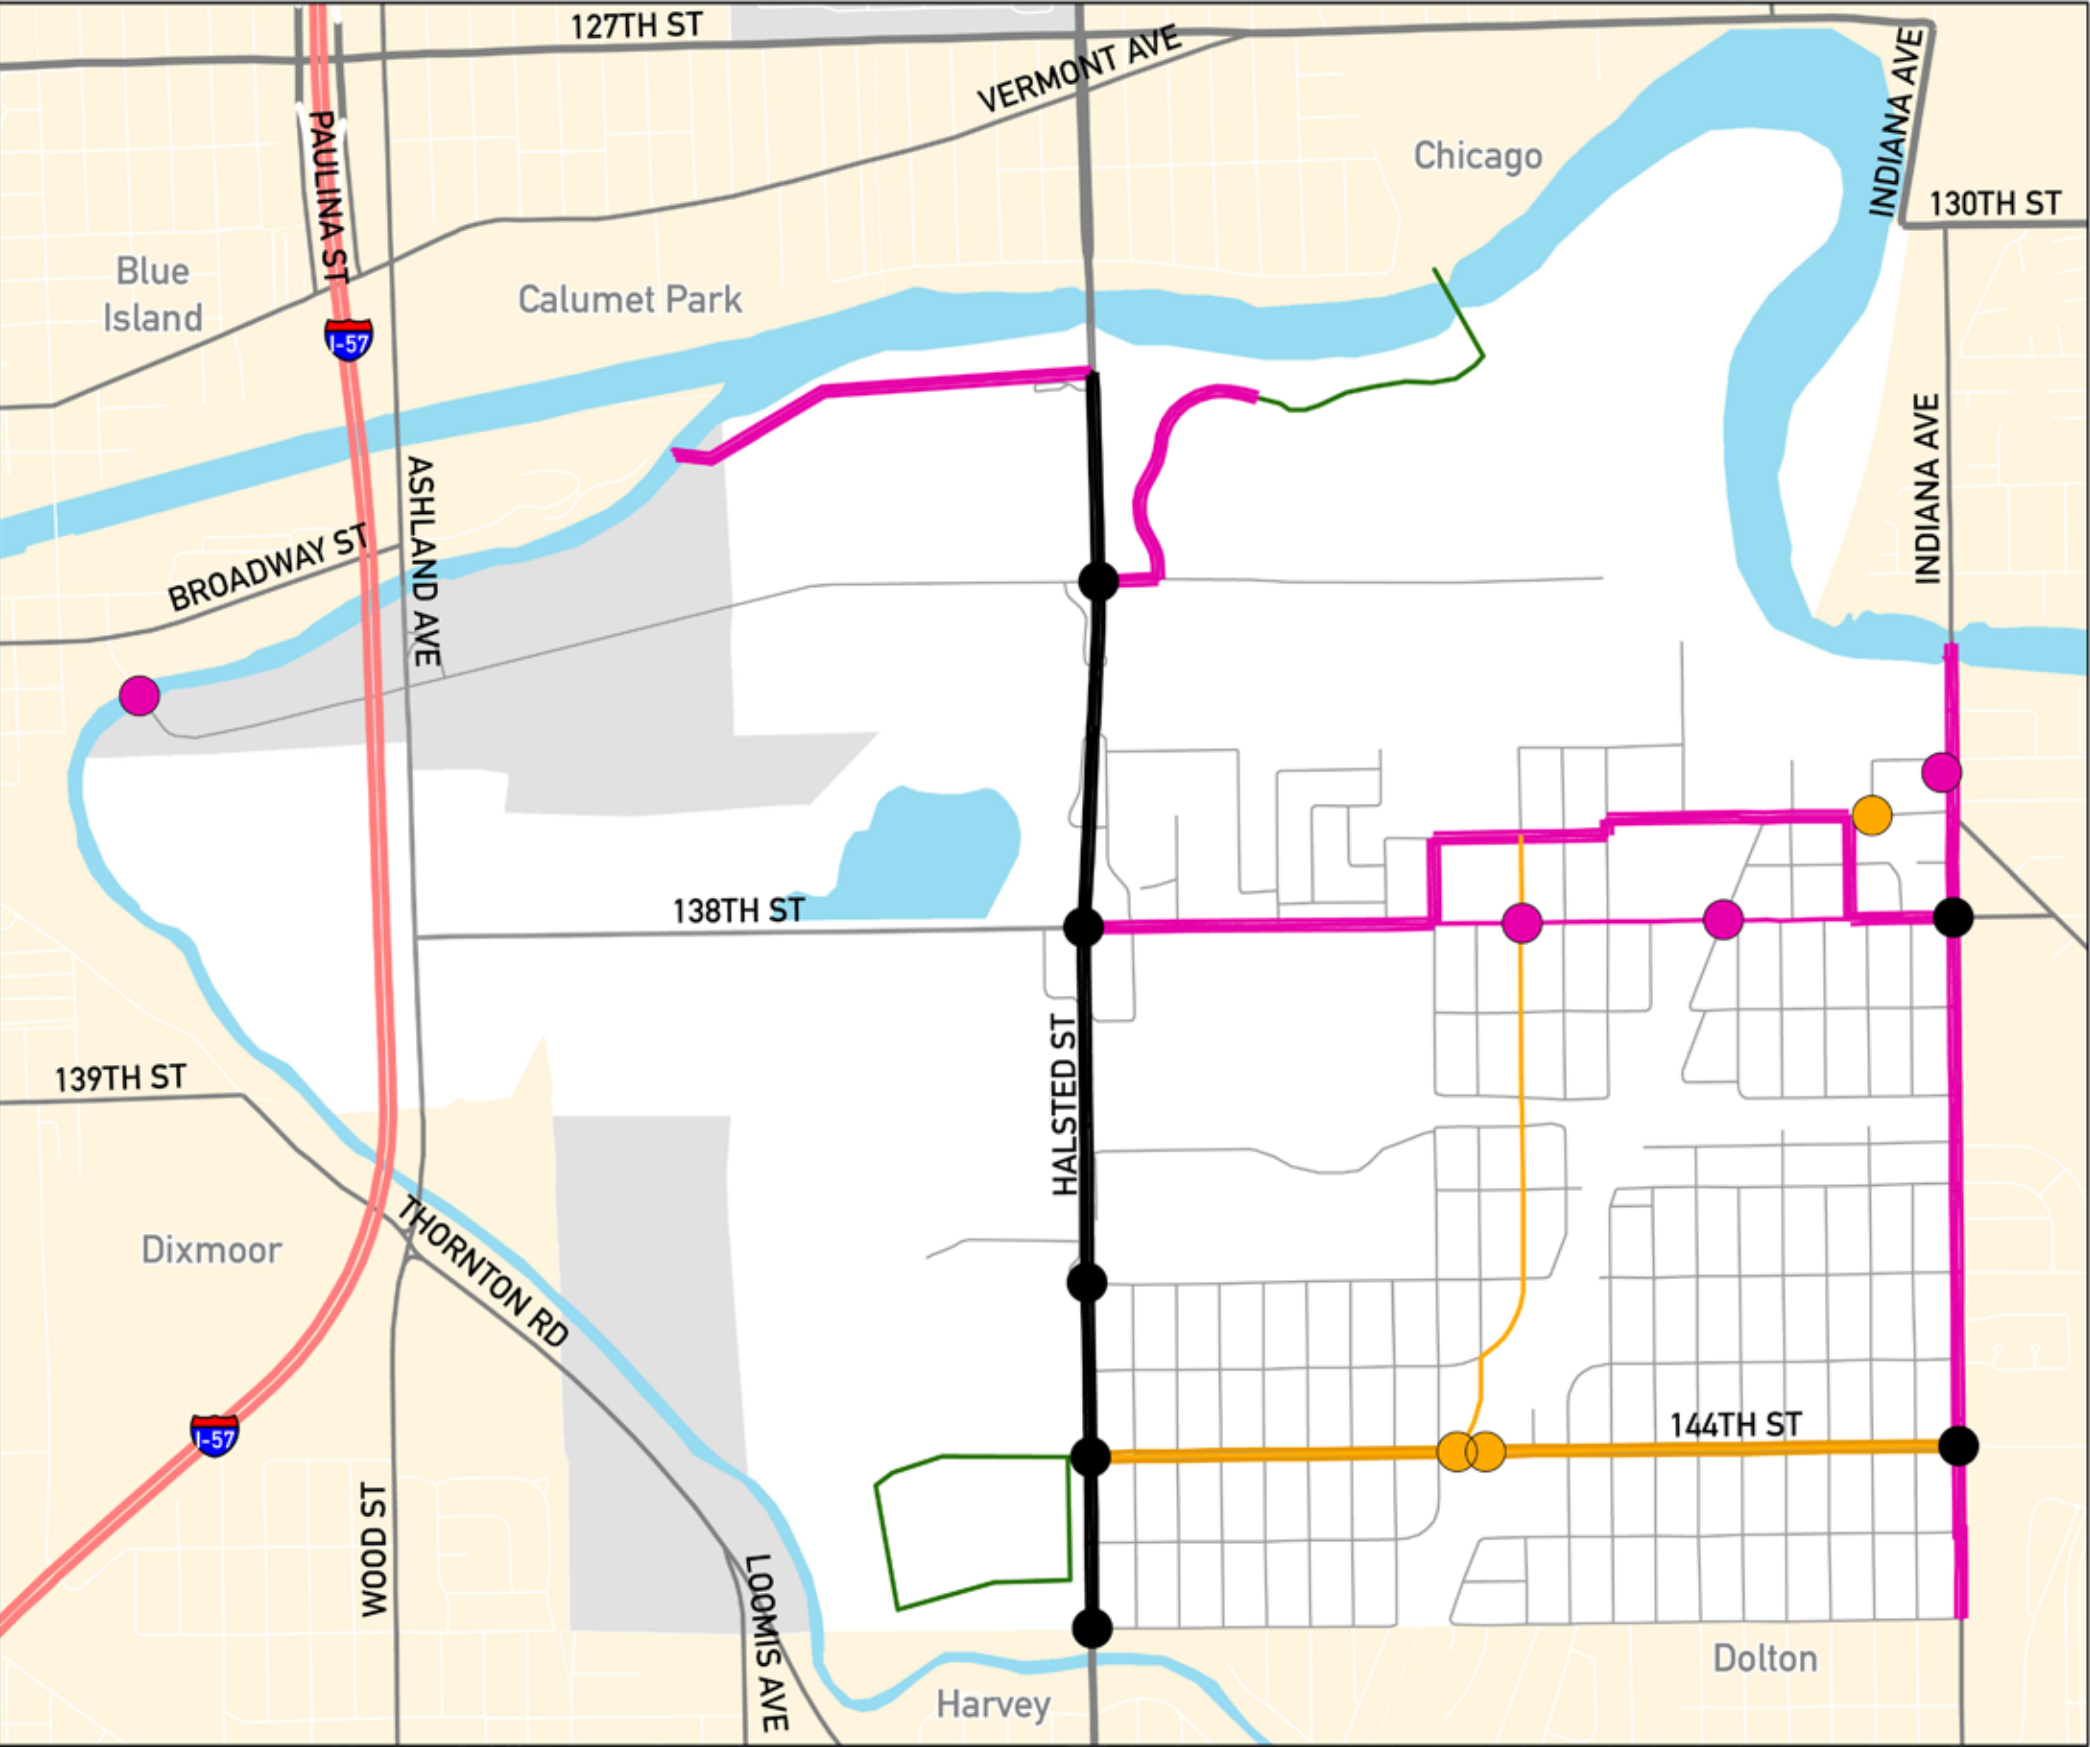 127TH ST
VERMONT AVE
INDIANA AVE
PAULINA ST
Chicago
130TH ST
Blue
Island
Calumet Park
I-57
INDIANA AVE
ASHLAND AVE
BROADWAY ST
138TH ST
HALSTED ST
139TH ST
THORNTON RD
Dixmoor
I-57
144TH ST
WOOD ST
LOOMIS AVE
Dolton
Harvey